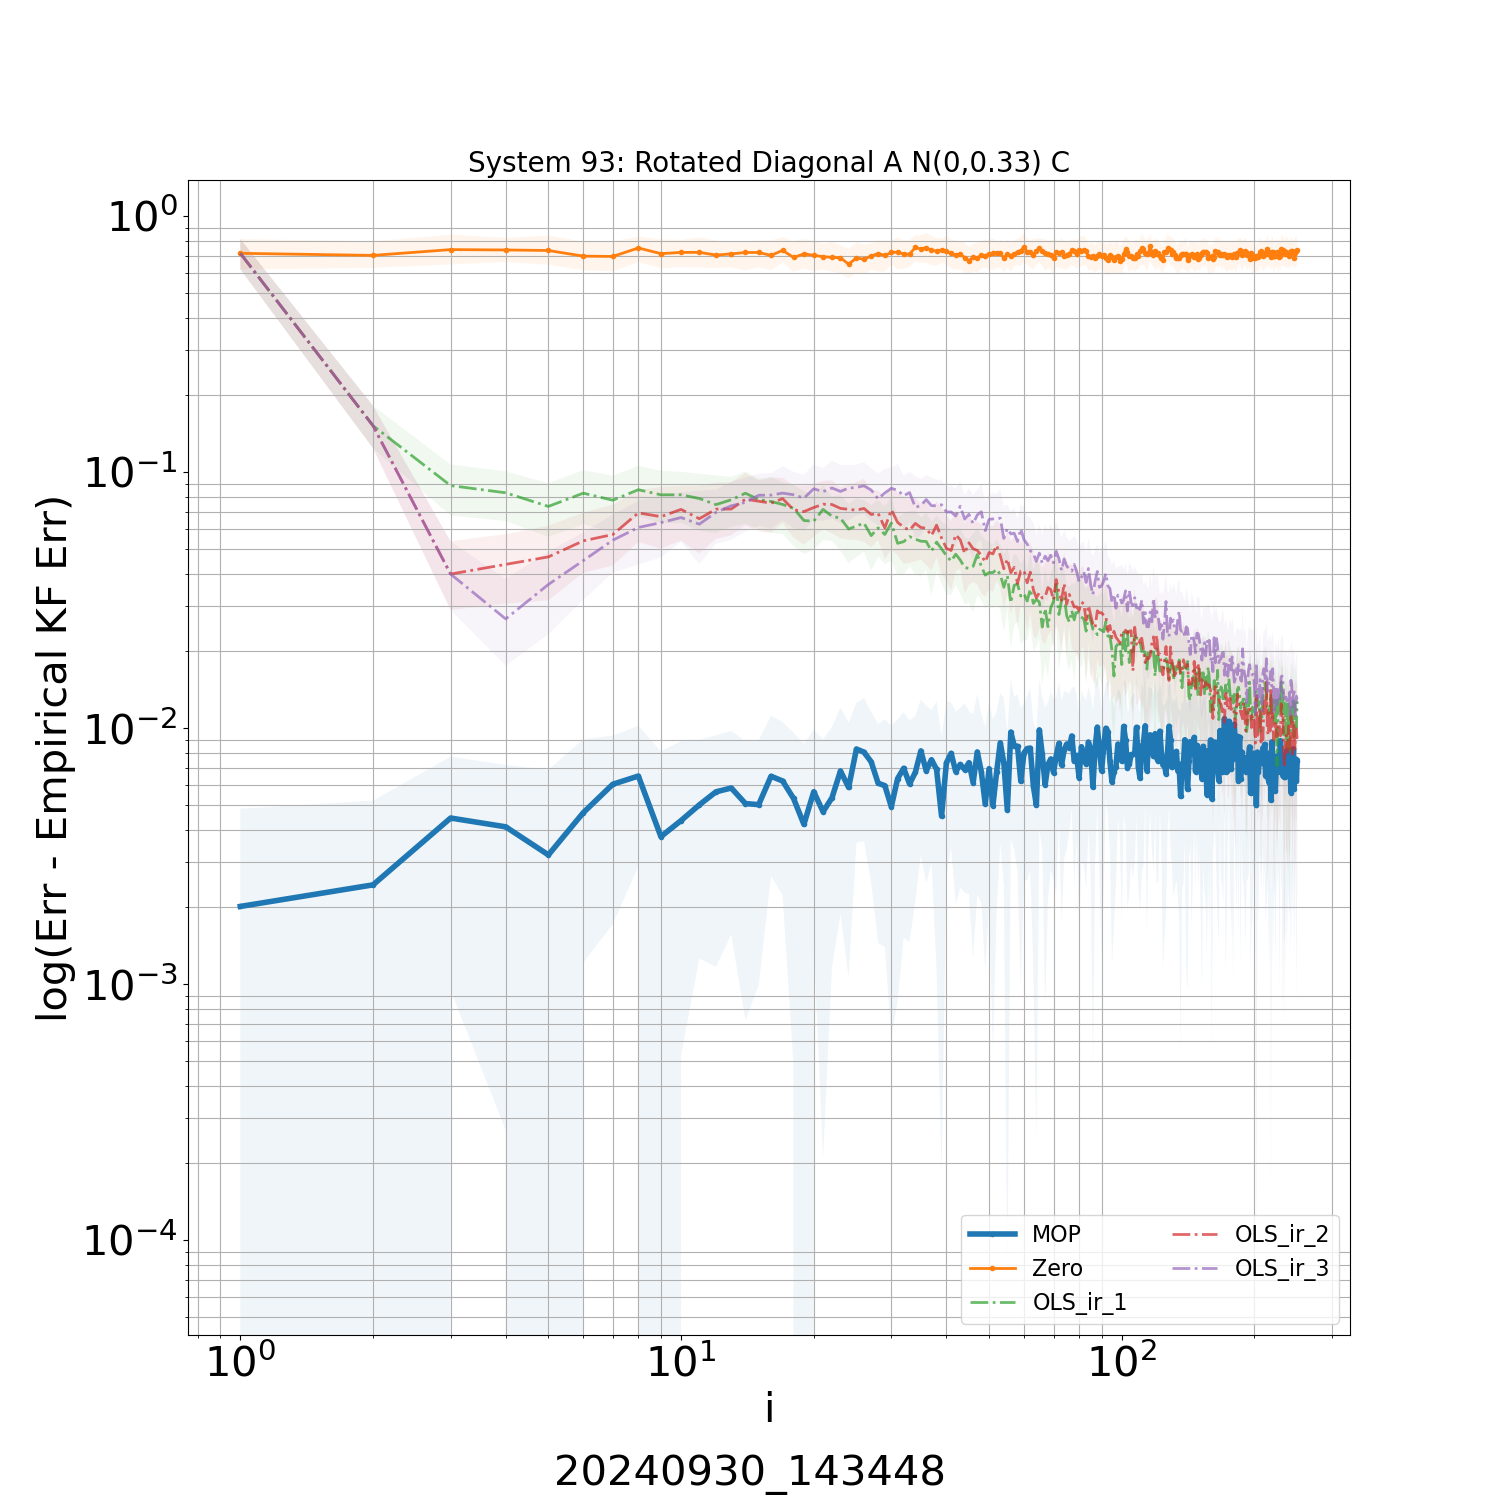 System 93: Rotated Diagonal A N(0,0.33) C
log(Err - Empirical KF Err)
10⁰
10⁻¹
10⁻²
10⁻³
10⁻⁴
MOP
Zero
OLS_ir_1
OLS_ir_2
OLS_ir_3
10⁰ 10¹ 10²
i
20240930_143448